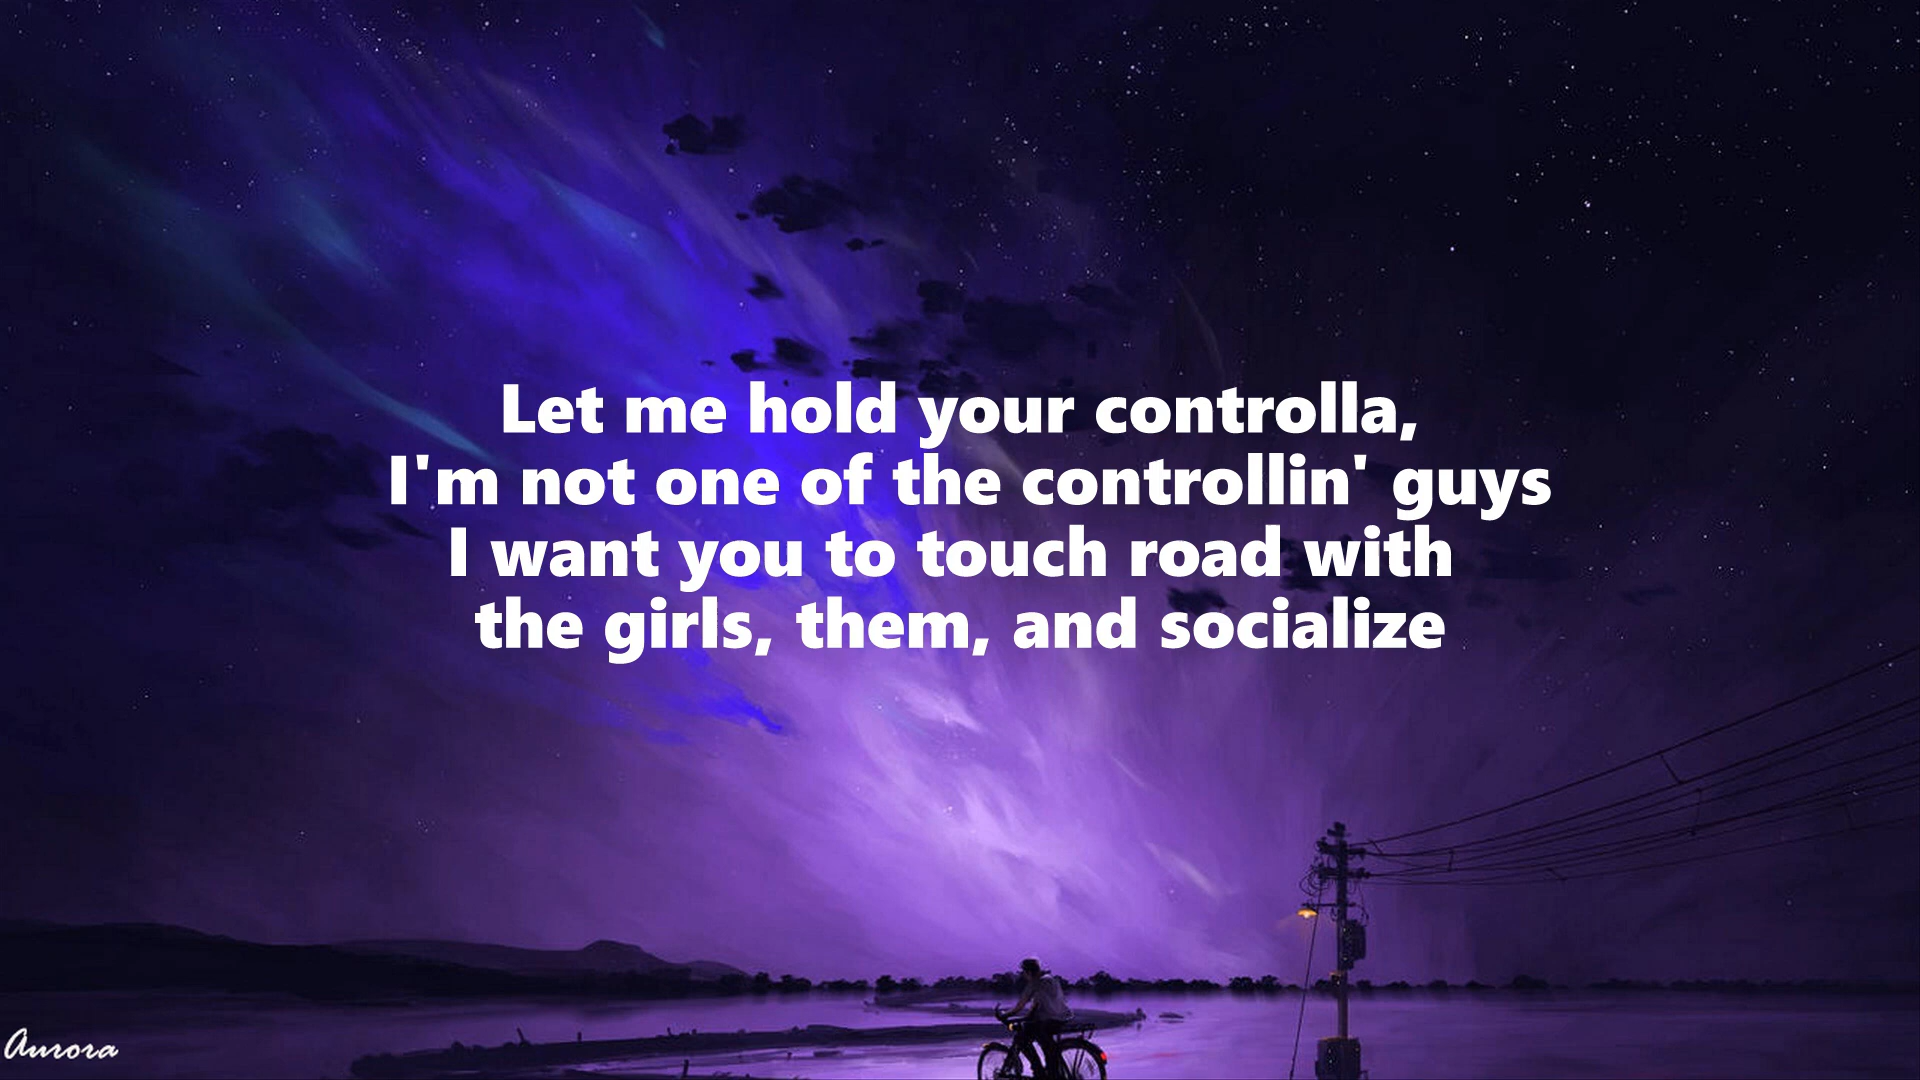 Let me hold your controlla,
I'm not one of the controllin' guys
I want you to touch road with
the girls, them, and socialize
Aurora